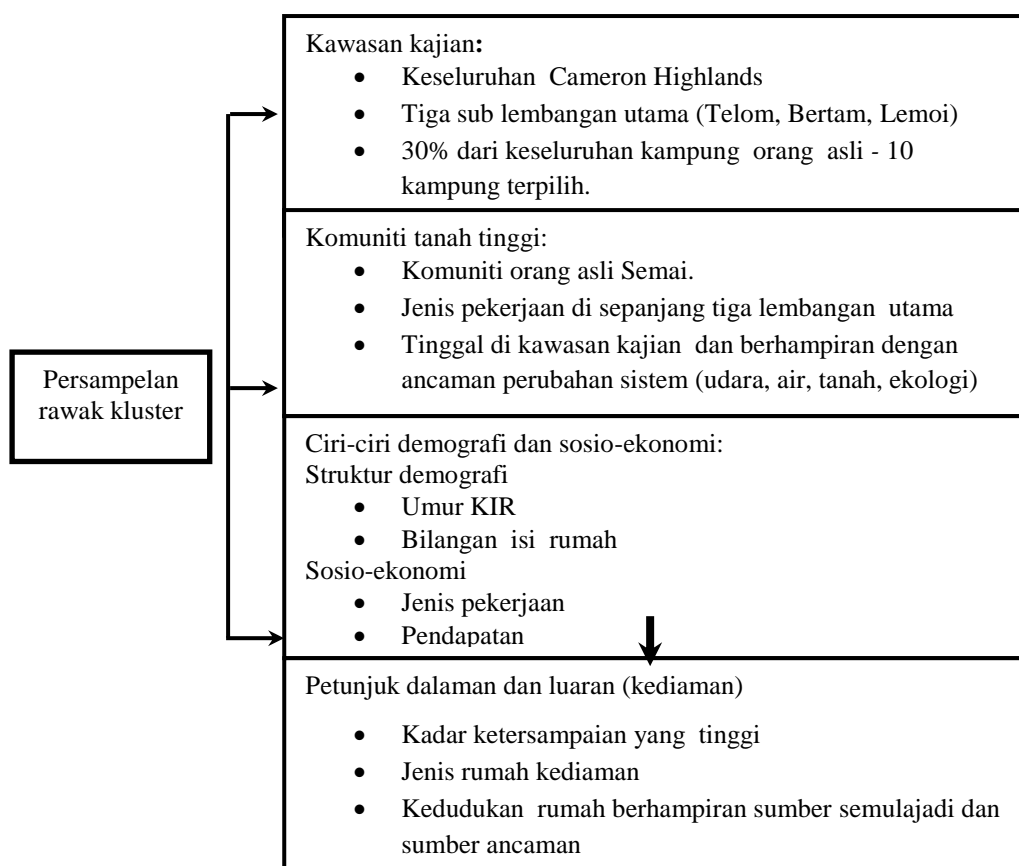 Persampelan
rawak kluster
Kawasan kajian:
• Keseluruhan Cameron Highlands
• Tiga sub lembangan utama (Telom, Bertam, Lemoi)
• 30% dari keseluruhan kampung orang asli - 10
kampung terpilih.
Komuniti tanah tinggi:
• Komuniti orang asli Semai.
• Jenis pekerjaan di sepanjang tiga lembangan utama
• Tinggal di kawasan kajian dan berhampiran dengan
ancaman perubahan sistem (udara, air, tanah, ekologi)
Ciri-ciri demografi dan sosio-ekonomi:
Struktur demografi
• Umur KIR
• Bilangan isi rumah
Sosio-ekonomi
• Jenis pekerjaan
• Pendapatan
Petunjuk dalaman dan luaran (kediaman)
• Kadar ketersampaian yang tinggi
• Jenis rumah kediaman
• Kedudukan rumah berhampiran sumber semulajadi dan
sumber ancaman